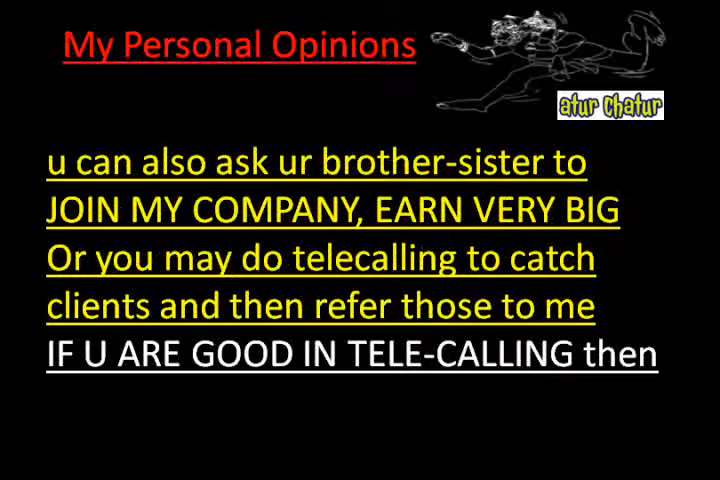 My Personal Opinions
atur chatur
u can also ask ur brother-sister to
JOIN MY COMPANY, EARN VERY BIG
Or you may do telecalling to catch
clients and then refer those to me
IF U ARE GOOD IN TELE-CALLING then